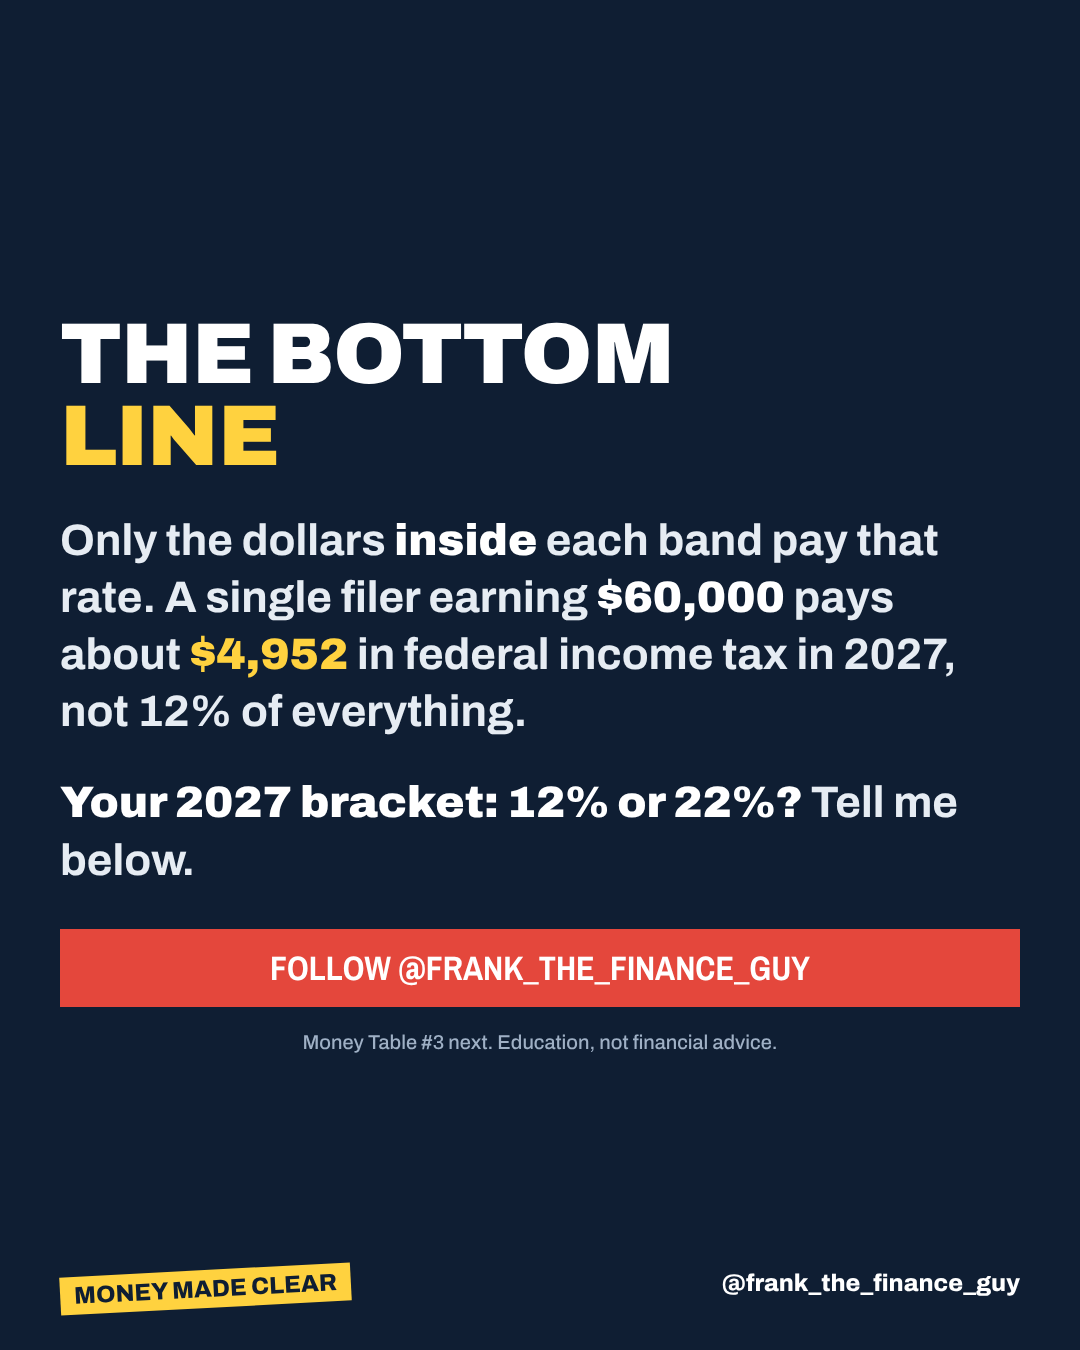 THE BOTTOM
LINE
Only the dollars inside each band pay that
rate. A single filer earning $60,000 pays
about $4,952 in federal income tax in 2027,
not 12% of everything.
Your 2027 bracket: 12% or 22%? Tell me
below.
FOLLOW @FRANK_THE_FINANCE_GUY
Money Table #3 next. Education, not financial advice.
MONEY MADE CLEAR
@frank_the_finance_guy